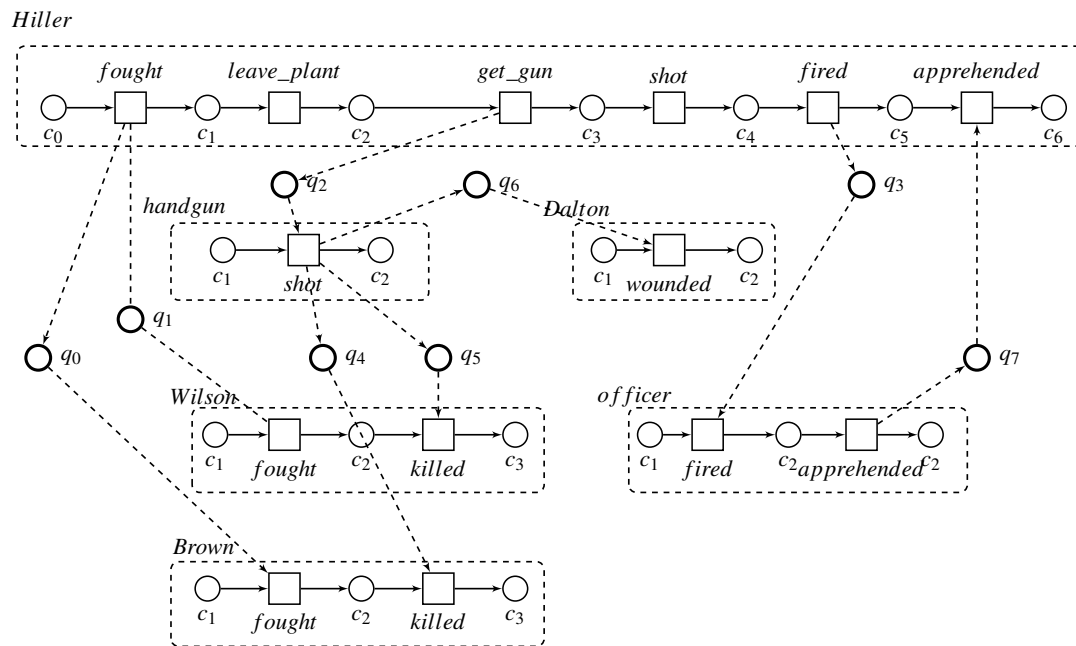 Hiller
fought leave_plant get_gun shot fired apprehended
c0 c1 c2 c3 c4 c5 c6
q2 q6 q3
handgun Dalton
c1 c2 c1 c2
shot wounded
q1
q0 q4 q5 q7
Wilson officer
c1 c2 c3 c1 c2 c2
fought killed fired apprehended
Brown
c1 c2 c3
fought killed